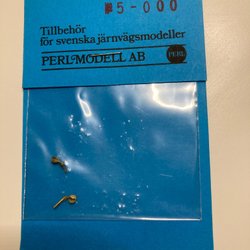 5-000
Tillbehör
för svenska järnvägsmodeller
PERL-MODELL AB
PERL